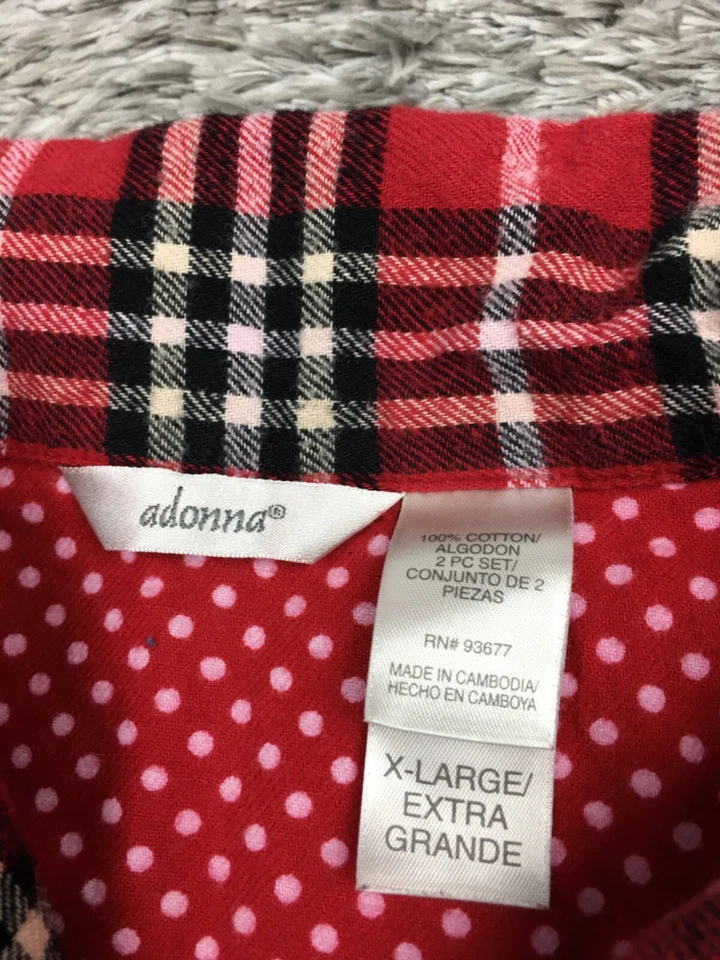 adonna®
100% COTTON/
ALGODON
2 PC SET/
CONJUNTO DE 2
PIEZAS
RN# 93677
MADE IN CAMBODIA/
HECHO EN CAMBOYA
X-LARGE/
EXTRA
GRANDE